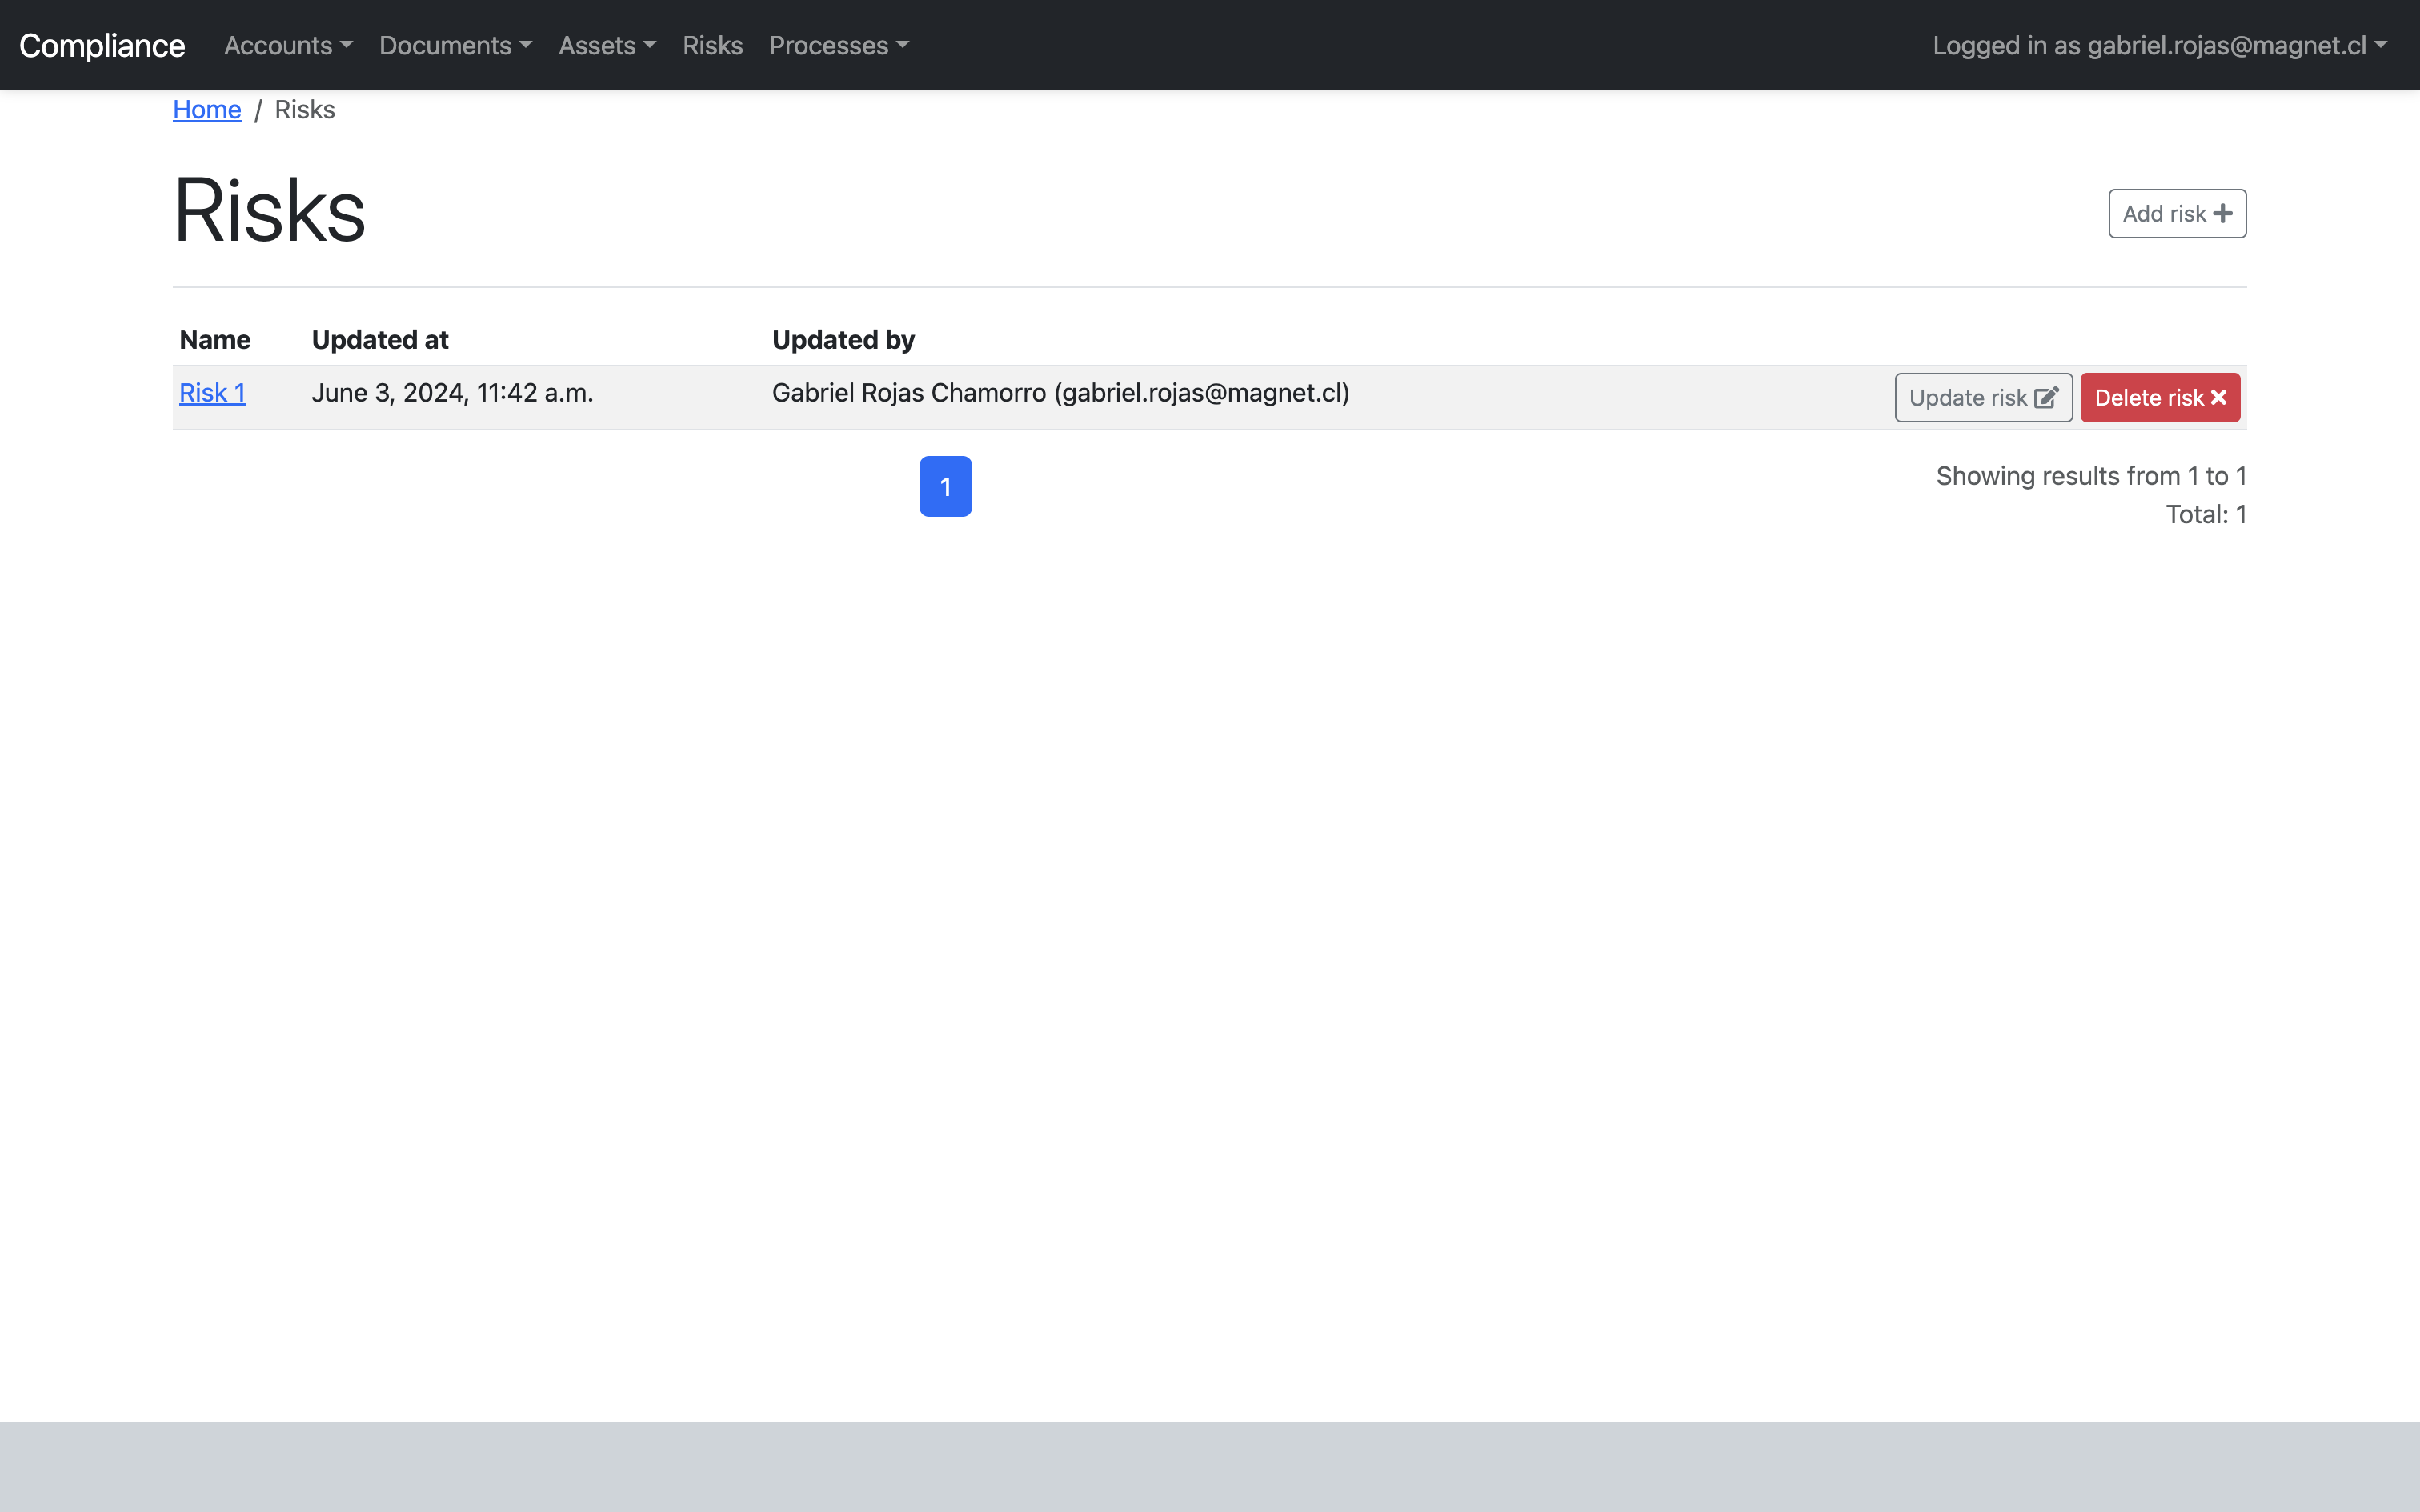 Compliance Accounts Documents Assets Risks Processes Logged in as gabriel.rojas@magnet.cl
Home / Risks
Risks
Add risk
Name Updated at Updated by
Risk 1 June 3, 2024, 11:42 a.m. Gabriel Rojas Chamorro (gabriel.rojas@magnet.cl) Update risk Delete risk
1
Showing results from 1 to 1
Total: 1